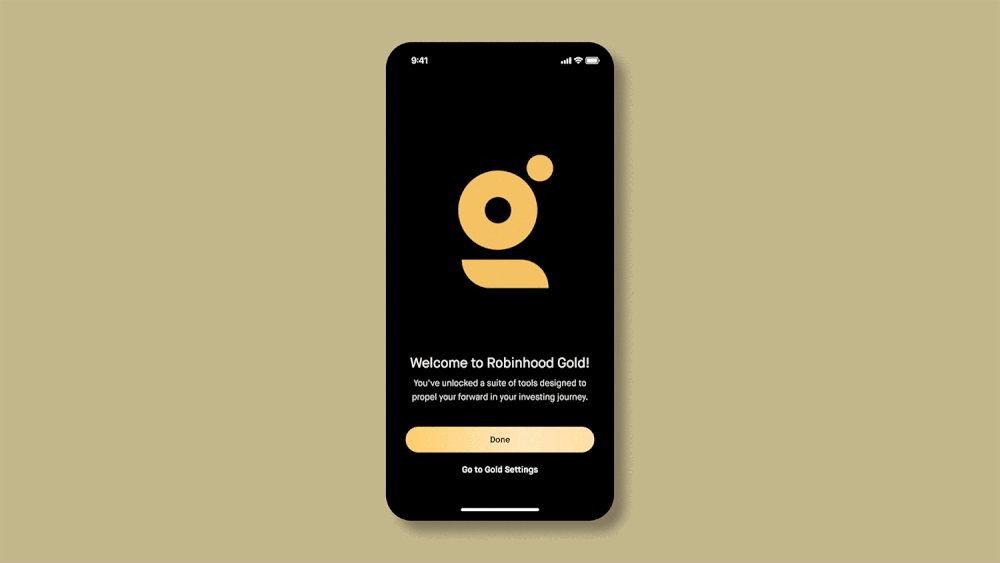 9:41
Welcome to Robinhood Gold!
You've unlocked a suite of tools designed to
propel your forward in your investing journey.
Done
Go to Gold Settings